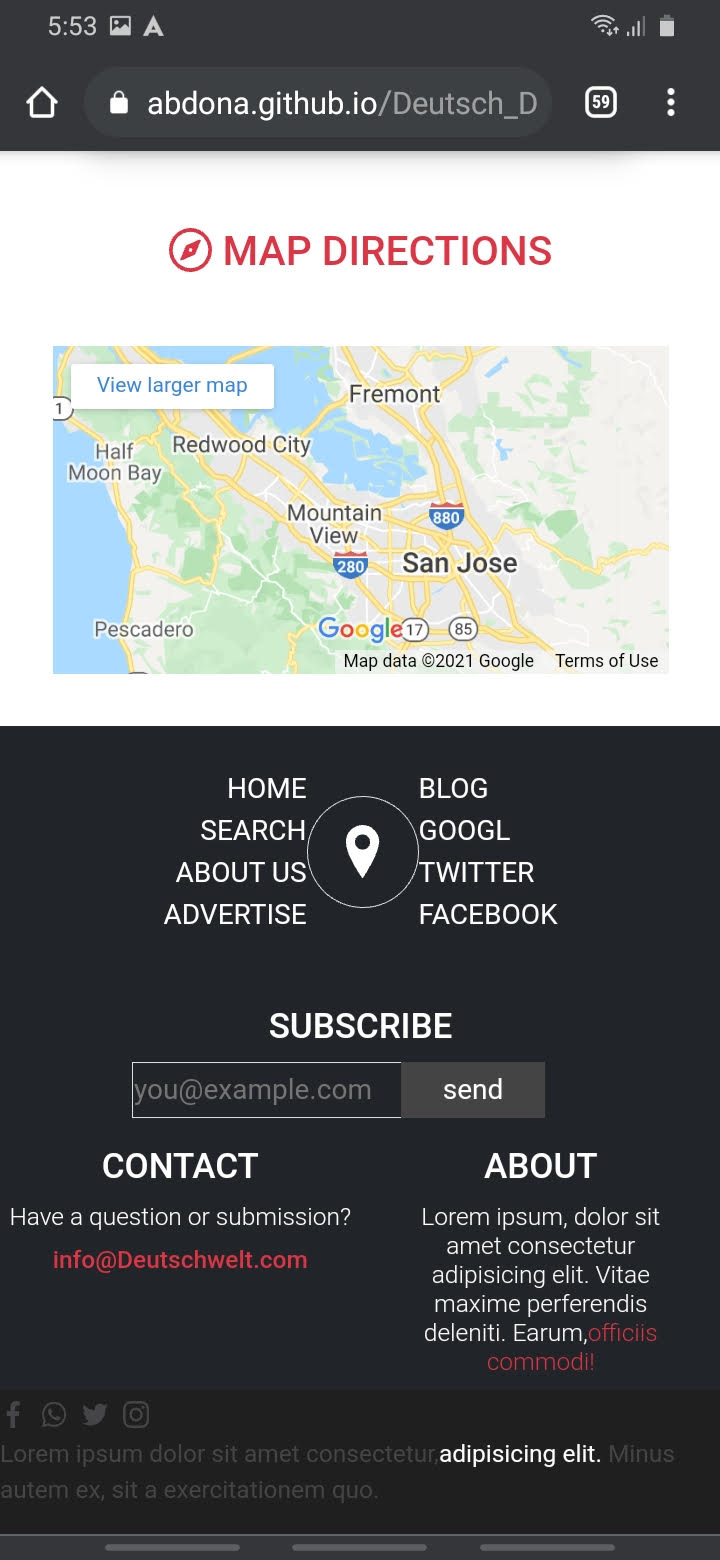 5:53
59
abdona.github.io/Deutsch_D
MAP DIRECTIONS
View larger map
Fremont
1
Redwood City
Half
Moon Bay
Mountain
View
880
280
San Jose
Pescadero
Google
17
85
Map data ©2021 Google
Terms of Use
HOME
SEARCH
ABOUT US
ADVERTISE
BLOG
GOOGL
TWITTER
FACEBOOK
SUBSCRIBE
you@example.com
send
CONTACT
Have a question or submission?
info@Deutschwelt.com
ABOUT
Lorem ipsum, dolor sit
amet consectetur
adipisicing elit. Vitae
maxime perferendis
deleniti. Earum,officiis
commodi!
Lorem ipsum dolor sit amet consectetur,adipisicing elit. Minus
autem ex, sit a exercitationem quo.